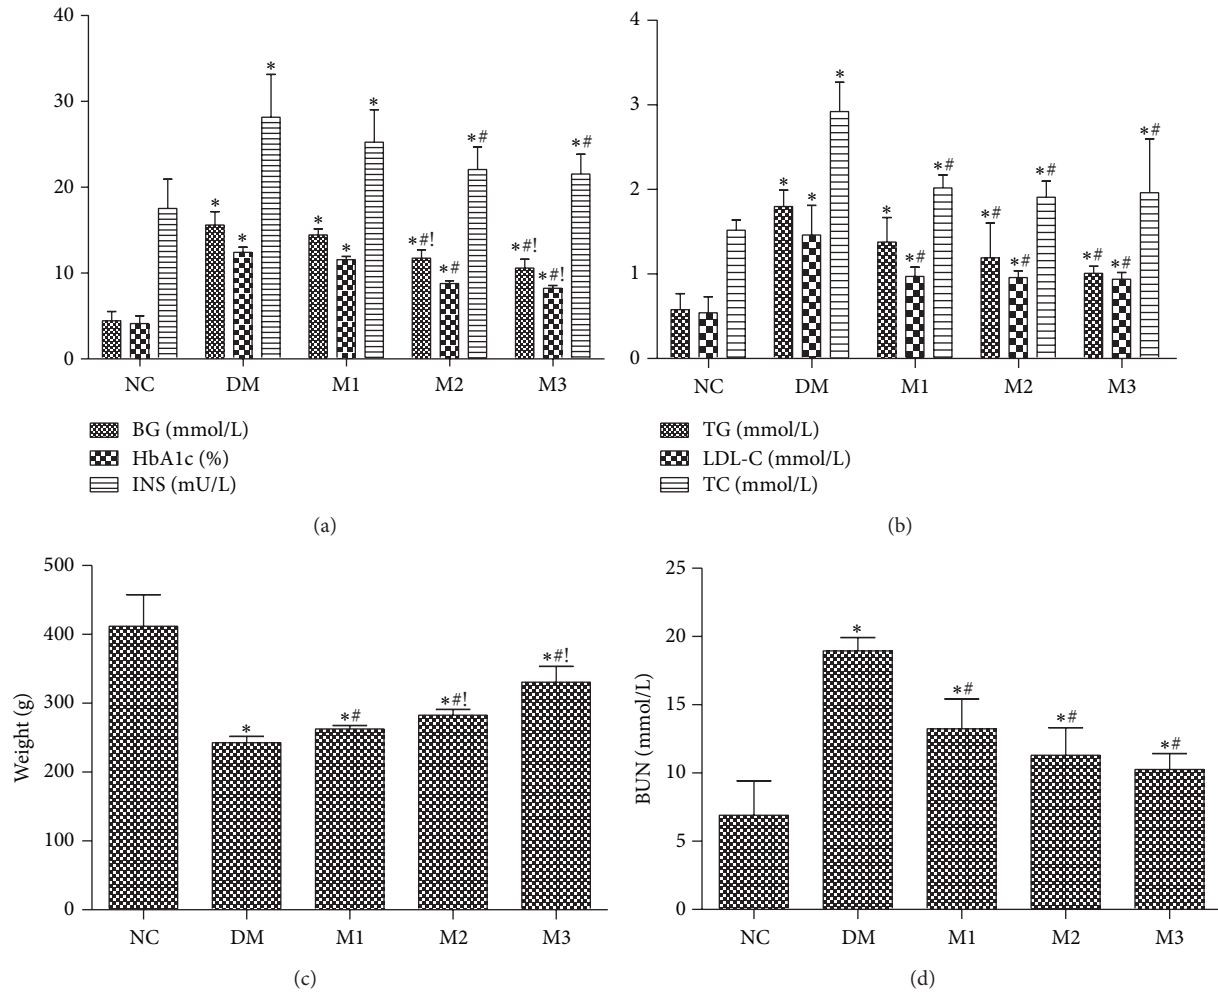 40
30
20
10
0
* * * * * * *#! *# *# *#! *#! *#
NC DM M1 M2 M3
BG (mmol/L)
HbA1c (%)
INS (mU/L)
(a)
4
3
2
1
0
* * * * *# *# *# *# *# *# *# *#
NC DM M1 M2 M3
TG (mmol/L)
LDL-C (mmol/L)
TC (mmol/L)
(b)
Weight (g)
500
400
300
200
100
0
* *# *#! *#!
NC DM M1 M2 M3
(c)
BUN (mmol/L)
25
20
15
10
5
0
* *# *# *#
NC DM M1 M2 M3
(d)